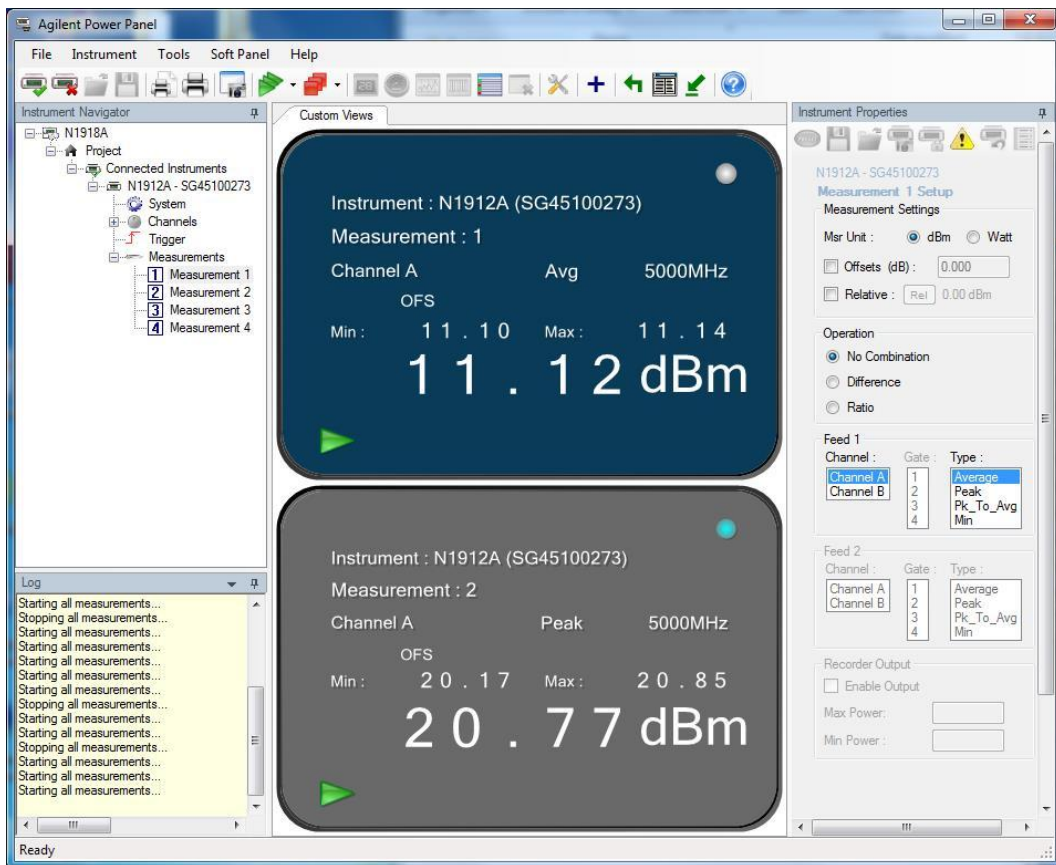 Agilent Power Panel
File Instrument Tools Soft Panel Help
Instrument Navigator
N1918A
Project
Connected Instruments
N1912A - SG45100273
System
Channels
Trigger
Measurements
1 Measurement 1
2 Measurement 2
3 Measurement 3
4 Measurement 4
Log
Starting all measurements...
Stopping all measurements...
Starting all measurements...
Starting all measurements...
Starting all measurements...
Starting all measurements...
Starting all measurements...
Stopping all measurements...
Starting all measurements...
Starting all measurements...
Stopping all measurements...
Starting all measurements...
Starting all measurements...
Starting all measurements...
Custom Views
Instrument : N1912A (SG45100273)
Measurement : 1
Channel A Avg 5000MHz
OFS
Min : 11.10 Max : 11.14
11.12 dBm
Instrument : N1912A (SG45100273)
Measurement : 2
Channel A Peak 5000MHz
OFS
Min : 20.17 Max : 20.85
20.77 dBm
Instrument Properties
N1912A - SG45100273
Measurement 1 Setup
Measurement Settings
Msr Unit : dBm Watt
Offsets (dB) : 0.000
Relative : Rel 0.00 dBm
Operation
No Combination
Difference
Ratio
Feed 1
Channel : Gate : Type :
Channel A 1 Average
Channel B 2 Peak
3 Pk_To_Avg
4 Min
Feed 2
Channel : Gate : Type :
Channel A 1 Average
Channel B 2 Peak
3 Pk_To_Avg
4 Min
Recorder Output
Enable Output
Max Power:
Min Power :
Ready